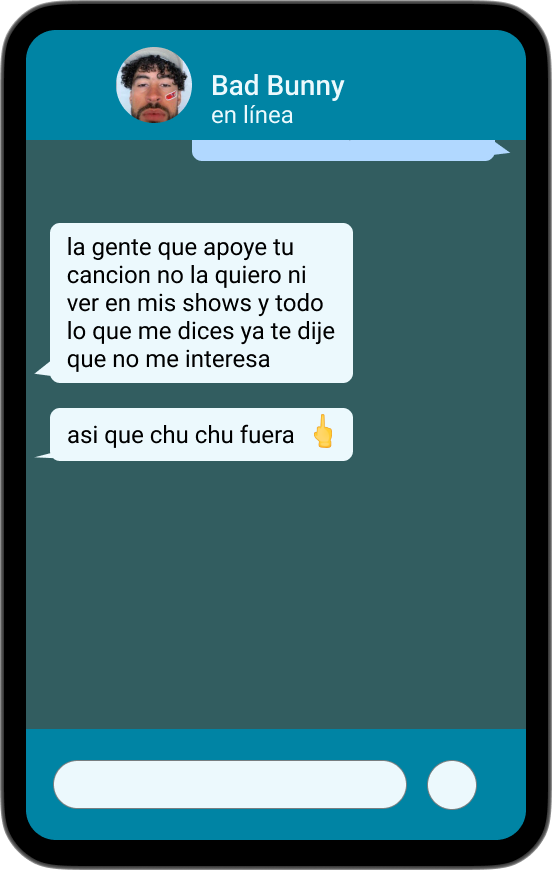 Bad Bunny
en línea
la gente que apoye tu
cancion no la quiero ni
ver en mis shows y todo
lo que me dices ya te dije
que no me interesa
asi que chu chu fuera 🖕